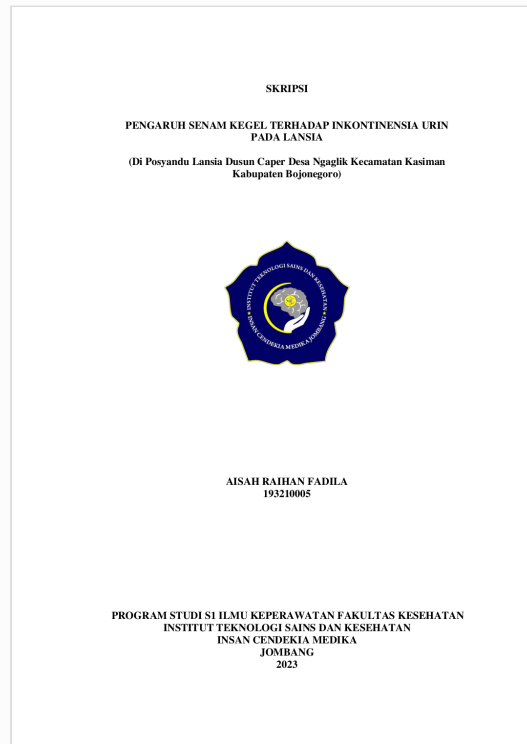 SKRIPSI
PENGARUH SENAM KEGEL TERHADAP INKONTINENSIA URIN
PADA LANSIA
(Di Posyandu Lansia Dusun Caper Desa Ngaglik Kecamatan Kasiman
Kabupaten Bojonegoro)
INSTITUT TEKNOLOGI SAINS DAN KESEHATAN
INSAN CENDEKIA MEDIKA JOMBANG
AISAH RAIHAN FADILA
193210005
PROGRAM STUDI S1 ILMU KEPERAWATAN FAKULTAS KESEHATAN
INSTITUT TEKNOLOGI SAINS DAN KESEHATAN
INSAN CENDEKIA MEDIKA
JOMBANG
2023